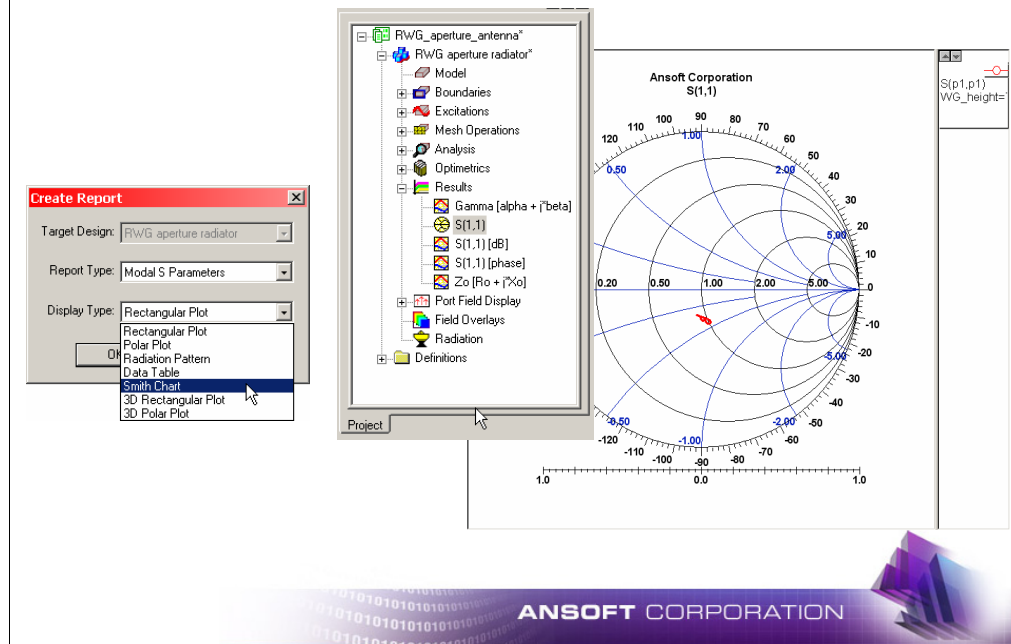 Create Report
Target Design: RWG aperture radiator
Report Type: Modal S Parameters
Display Type: Rectangular Plot
Rectangular Plot
Polar Plot
Radiation Pattern
Data Table
Smith Chart
3D Rectangular Plot
3D Polar Plot
RWG_aperture_antenna*
RWG aperture radiator*
Model
Boundaries
Excitations
Mesh Operations
Analysis
Optimetrics
Results
Gamma [alpha + j*beta]
S(1,1)
S(1,1) [dB]
S(1,1) [phase]
Zo [Ro + j*Xo]
Port Field Display
Field Overlays
Radiation
Definitions
Project
Ansoft Corporation
S(1,1)
120 110 100 90 80 70 60
50
30
20
10
0
-10
-20
-30
-40
-50
-60
-70
-80
-90
-100
-110
-120
1.00
0.50
2.00
5.00
0.20 0.50 1.00 2.00 5.00
-5.00
-0.50
-1.00
-2.00
1.0 0.0 1.0
S(p1,p1)
ANSOFT CORPORATION